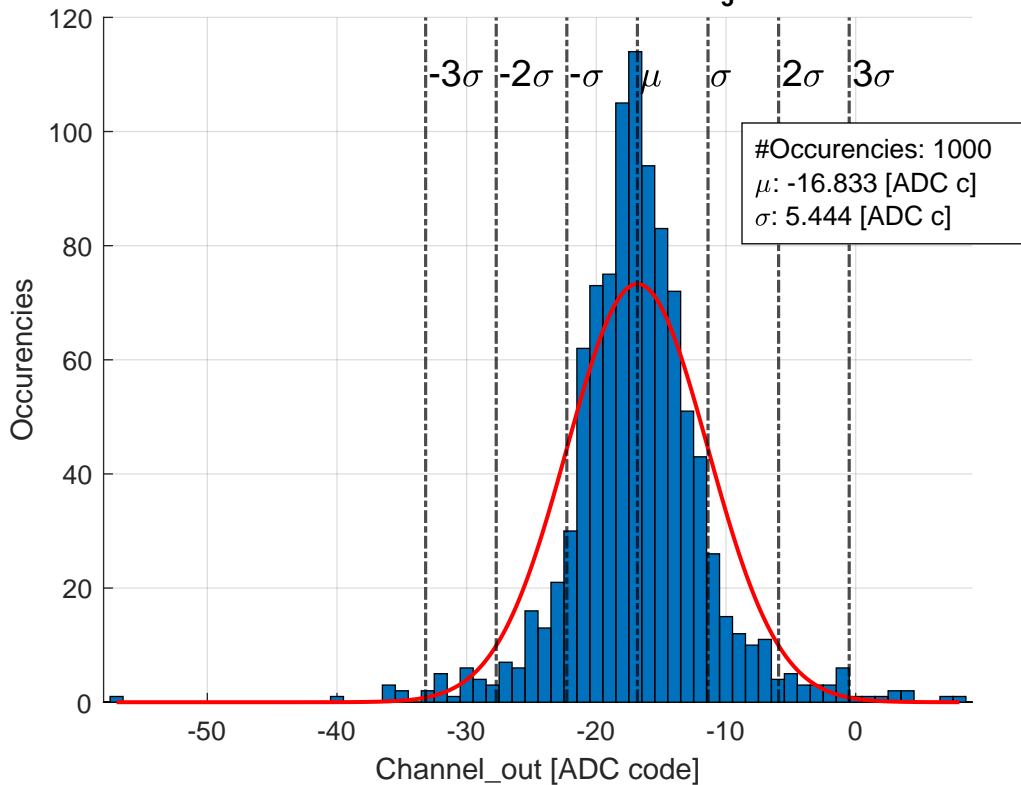 120
-3σ -2σ -σ μ σ 2σ 3σ
100
#Occurencies: 1000
μ: -16.833 [ADC c]
σ: 5.444 [ADC c]
80
60
40
20
0
Occurencies
-50 -40 -30 -20 -10 0
Channel_out [ADC code]